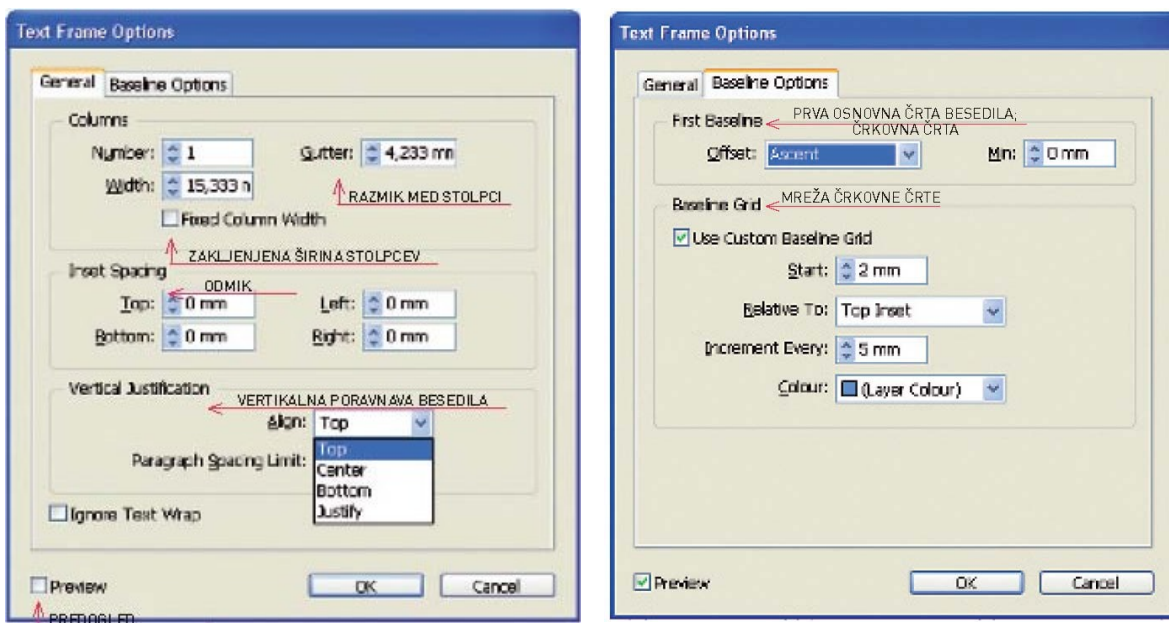 Text Frame Options
General Baseline Options
Columns
Number: 1 Gutter: 4,233 mm
Width: 15,333
RAZMIK MED STOLPCI
Fixed Column Width
ZAKLJENJENA ŠIRINA STOLPCEV
Inset Spacing
ODMIK
Top: 0 mm Left: 0 mm
Bottom: 0 mm Right: 0 mm
Vertical Justification
VERTIKALNA PORAVNAVA BESEDILA
Align: Top
Top
Paragraph Spacing Limit:
Center
Bottom
Justify
Ignore Text Wrap
Preview OK Cancel
PREDOGLED
Text Frame Options
General Baseline Options
First Baseline PRVA OSNOVNA ČRTA BESEDILA;
ČRKOVNA ČRTA
Offset: Ascent Min: 0 mm
Baseline Grid MREŽA ČRKOVNE ČRTE
Use Custom Baseline Grid
Start: 2 mm
Relative To: Top Inset
Increment Every: 5 mm
Colour: (Layer Colour)
Preview OK Cancel